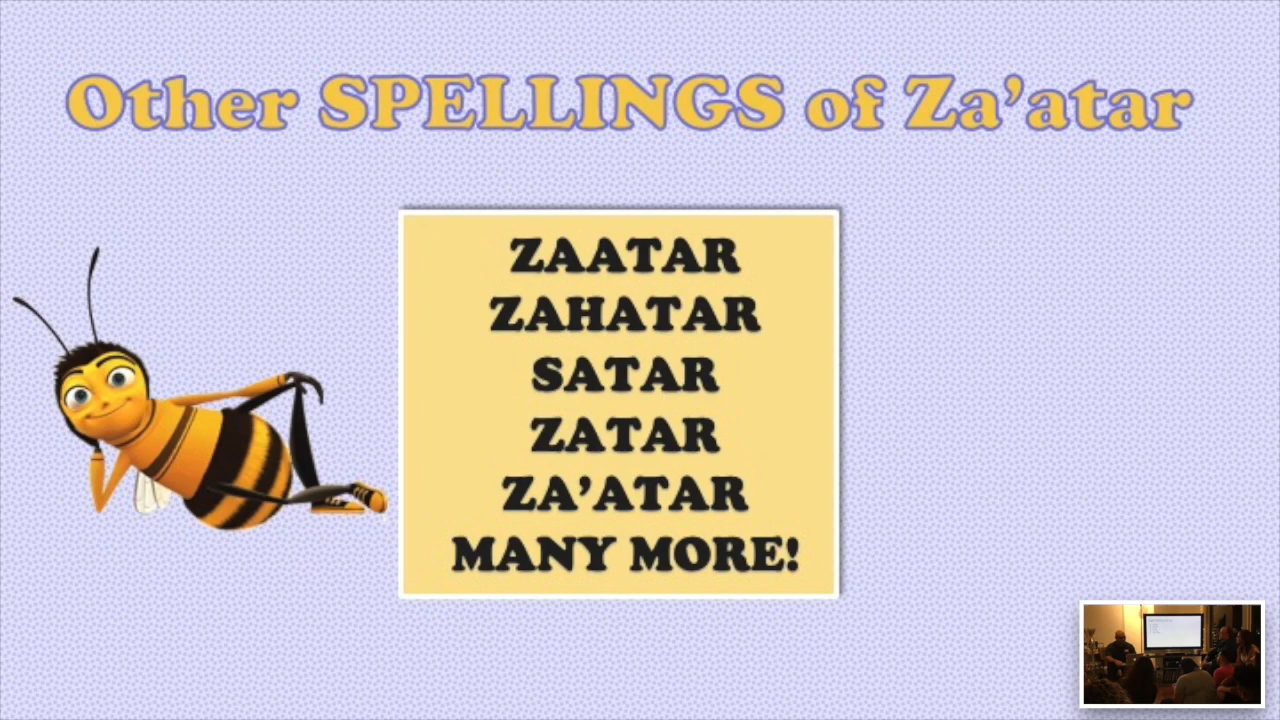 Other SPELLINGS of Za’atar
ZAATAR
ZAHATAR
SATAR
ZATAR
ZA’ATAR
MANY MORE!